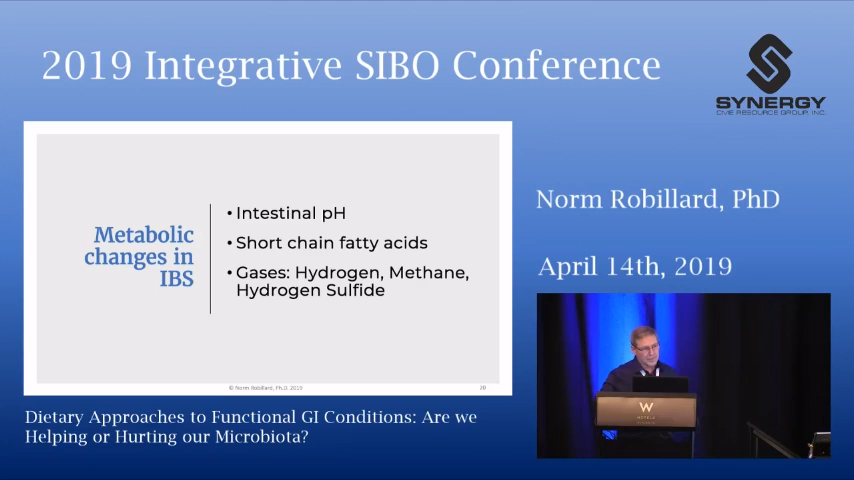 2019 Integrative SIBO Conference
SYNERGY
CME RESOURCE GROUP, INC.
Metabolic
changes in
IBS
• Intestinal pH
• Short chain fatty acids
• Gases: Hydrogen, Methane,
Hydrogen Sulfide
© Norm Robillard, Ph.D. 2019
20
Norm Robillard, PhD
April 14th, 2019
W
HOTELS
Dietary Approaches to Functional GI Conditions: Are we
Helping or Hurting our Microbiota?